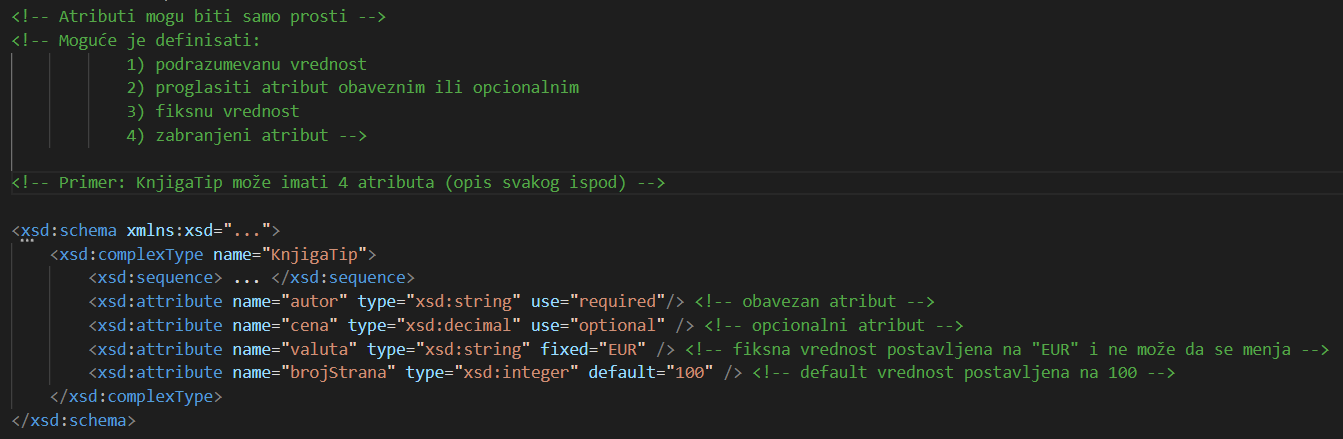 <!-- Atributi mogu biti samo prosti -->
<!-- Moguće je definisati:
1) podrazumevanu vrednost
2) proglasiti atribut obaveznim ili opcionalnim
3) fiksnu vrednost
4) zabranjeni atribut -->
<!-- Primer: KnjigaTip može imati 4 atributa (opis svakog ispod) -->
<xsd:schema xmlns:xsd="...">
<xsd:complexType name="KnjigaTip">
<xsd:sequence> ... </xsd:sequence>
<xsd:attribute name="autor" type="xsd:string" use="required"/> <!-- obavezan atribut -->
<xsd:attribute name="cena" type="xsd:decimal" use="optional" /> <!-- opcionalni atribut -->
<xsd:attribute name="valuta" type="xsd:string" fixed="EUR" /> <!-- fiksna vrednost postavljena na "EUR" i ne može da se menja -->
<xsd:attribute name="brojStrana" type="xsd:integer" default="100" /> <!-- default vrednost postavljena na 100 -->
</xsd:complexType>
</xsd:schema>